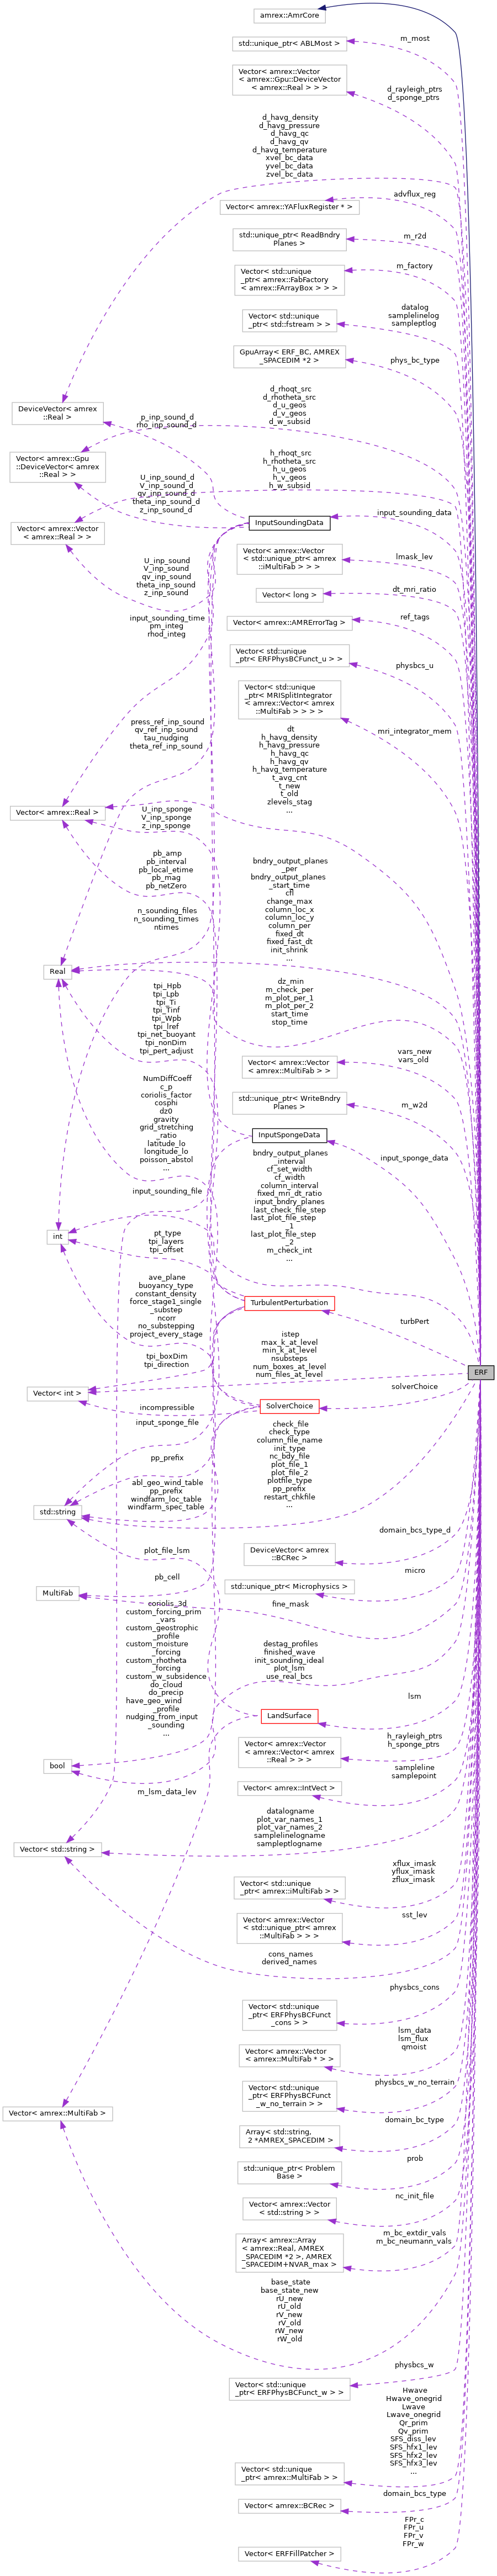 amrex::AmrCore
std::unique_ptr< ABLMost >
m_most
Vector< amrex::Vector
< amrex::Gpu::DeviceVector
< amrex::Real > > >
d_rayleigh_ptrs
d_sponge_ptrs
d_havg_density
d_havg_pressure
d_havg_qc
d_havg_qv
d_havg_temperature
xvel_bc_data
yvel_bc_data
zvel_bc_data
advflux_reg
Vector< amrex::YAFluxRegister * >
std::unique_ptr< ReadBndry
Planes >
m_r2d
Vector< std::unique
_ptr< amrex::FabFactory
< amrex::FArrayBox > > >
m_factory
Vector< std::unique
_ptr< std::fstream > >
datalog
samplelinelog
sampleptlog
GpuArray< ERF_BC, AMREX
_SPACEDIM *2 >
phys_bc_type
DeviceVector< amrex
::Real >
p_inp_sound_d
rho_inp_sound_d
d_rhoqt_src
d_rhotheta_src
d_u_geos
d_v_geos
d_w_subsid
Vector< amrex::Gpu
::DeviceVector< amrex
::Real > >
U_inp_sound_d
V_inp_sound_d
qv_inp_sound_d
theta_inp_sound_d
z_inp_sound_d
h_rhoqt_src
h_rhotheta_src
h_u_geos
h_v_geos
h_w_subsid
Vector< amrex::Vector
< amrex::Real > >
InputSoundingData
input_sounding_data
U_inp_sound
V_inp_sound
qv_inp_sound
theta_inp_sound
z_inp_sound
Vector< amrex::Vector
< std::unique_ptr< amrex
::iMultiFab > > >
lmask_lev
Vector< long >
dt_mri_ratio
input_sounding_time
pm_integ
rhod_integ
Vector< amrex::AMRErrorTag >
ref_tags
Vector< std::unique
_ptr< ERFPhysBCFunct_u > >
physbcs_u
Vector< std::unique
_ptr< MRISplitIntegrator
< amrex::Vector< amrex
::MultiFab > > > >
mri_integrator_mem
press_ref_inp_sound
qv_ref_inp_sound
tau_nudging
theta_ref_inp_sound
dt
h_havg_density
h_havg_pressure
h_havg_qc
h_havg_qv
h_havg_temperature
t_avg_cnt
t_new
t_old
zlevels_stag
...
Vector< amrex::Real >
U_inp_sponge
V_inp_sponge
z_inp_sponge
pb_amp
pb_interval
pb_local_etime
pb_mag
pb_netZero
bndry_output_planes
_per
bndry_output_planes
_start_time
cfl
change_max
column_loc_x
column_loc_y
column_per
fixed_dt
fixed_fast_dt
init_shrink
...
n_sounding_files
n_sounding_times
ntimes
Real
dz_min
m_check_per
m_plot_per_1
m_plot_per_2
start_time
stop_time
tpi_Hpb
tpi_Lpb
tpi_Ti
tpi_Tinf
tpi_Wpb
tpi_lref
tpi_net_buoyant
tpi_nonDim
tpi_pert_adjust
Vector< amrex::Vector
< amrex::MultiFab > >
vars_new
vars_old
std::unique_ptr< WriteBndry
Planes >
m_w2d
NumDiffCoeff
c_p
coriolis_factor
cosphi
dz0
gravity
grid_stretching
_ratio
latitude_lo
longitude_lo
poisson_abstol
...
InputSpongeData
input_sponge_data
bndry_output_planes
_interval
cf_set_width
cf_width
column_interval
fixed_mri_dt_ratio
input_bndry_planes
last_check_file_step
last_plot_file_step
_1
last_plot_file_step
_2
m_check_int
...
input_sounding_file
int
pt_type
tpi_layers
tpi_offset
ave_plane
buoyancy_type
constant_density
force_stage1_single
_substep
ncorr
no_substepping
project_every_stage
TurbulentPerturbation
turbPert
istep
max_k_at_level
min_k_at_level
nsubsteps
num_boxes_at_level
num_files_at_level
tpi_boxDim
tpi_direction
ERF
Vector< int >
solverChoice
incompressible
SolverChoice
input_sponge_file
check_file
check_type
column_file_name
init_type
nc_bdy_file
plot_file_1
plot_file_2
plotfile_type
pp_prefix
restart_chkfile
...
pp_prefix
abl_geo_wind_table
pp_prefix
windfarm_loc_table
windfarm_spec_table
std::string
domain_bcs_type_d
plot_file_lsm
DeviceVector< amrex
::BCRec >
pb_cell
micro
std::unique_ptr< Microphysics >
MultiFab
fine_mask
coriolis_3d
custom_forcing_prim
_vars
custom_geostrophic
_profile
custom_moisture
_forcing
custom_rhotheta
_forcing
custom_w_subsidence
do_cloud
do_precip
have_geo_wind
_profile
nudging_from_input
_sounding
...
destag_profiles
finished_wave
init_sounding_ideal
plot_lsm
use_real_bcs
lsm
LandSurface
Vector< amrex::Vector
< amrex::Vector< amrex
::Real > > >
h_rayleigh_ptrs
h_sponge_ptrs
bool
sampleline
samplepoint
Vector< amrex::IntVect >
m_lsm_data_lev
datalogname
plot_var_names_1
plot_var_names_2
samplelinelogname
sampleptlogname
Vector< std::string >
Vector< std::unique
_ptr< amrex::iMultiFab > >
xflux_imask
yflux_imask
zflux_imask
Vector< amrex::Vector
< std::unique_ptr< amrex
::MultiFab > > >
sst_lev
cons_names
derived_names
physbcs_cons
Vector< std::unique
_ptr< ERFPhysBCFunct
_cons > >
lsm_data
lsm_flux
qmoist
Vector< amrex::Vector
< amrex::MultiFab * > >
physbcs_w_no_terrain
Vector< std::unique
_ptr< ERFPhysBCFunct
_w_no_terrain > >
Vector< amrex::MultiFab >
domain_bc_type
Array< std::string,
2 *AMREX_SPACEDIM >
prob
std::unique_ptr< Problem
Base >
nc_init_file
Vector< amrex::Vector
< std::string > >
m_bc_extdir_vals
m_bc_neumann_vals
Array< amrex::Array
< amrex::Real, AMREX
_SPACEDIM *2 >, AMREX
_SPACEDIM+NVAR_max >
base_state
base_state_new
rU_new
rU_old
rV_new
rV_old
rW_new
rW_old
physbcs_w
Vector< std::unique
_ptr< ERFPhysBCFunct_w > >
Hwave
Hwave_onegrid
Lwave
Lwave_onegrid
Qr_prim
Qv_prim
SFS_diss_lev
SFS_hfx1_lev
SFS_hfx2_lev
SFS_hfx3_lev
...
Vector< std::unique
_ptr< amrex::MultiFab > >
domain_bcs_type
Vector< amrex::BCRec >
FPr_c
FPr_u
FPr_v
FPr_w
Vector< ERFFillPatcher >